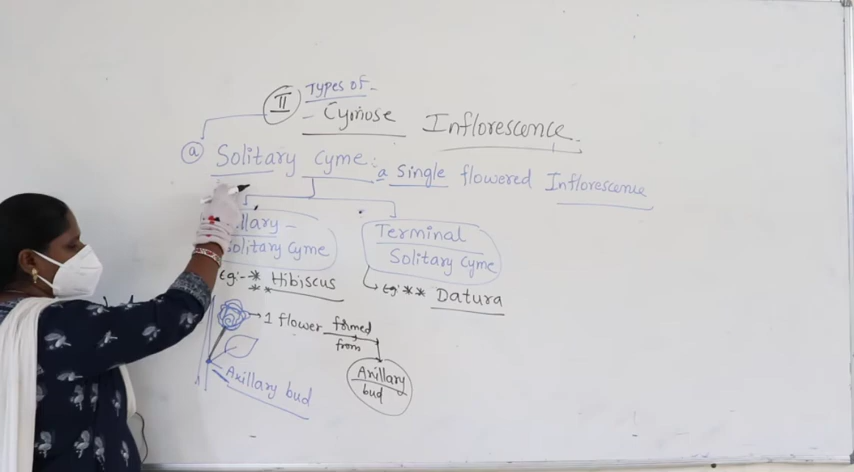 II Types of -
- Cymose Inflorescence.
a Solitary Cyme: a single flowered Inflorescence
llary -
Solitary Cyme
Terminal
Solitary Cyme
eg:- * Hibiscus
**
eg: ** Datura
1 flower formed
from
Axillary
bud
Axillary bud